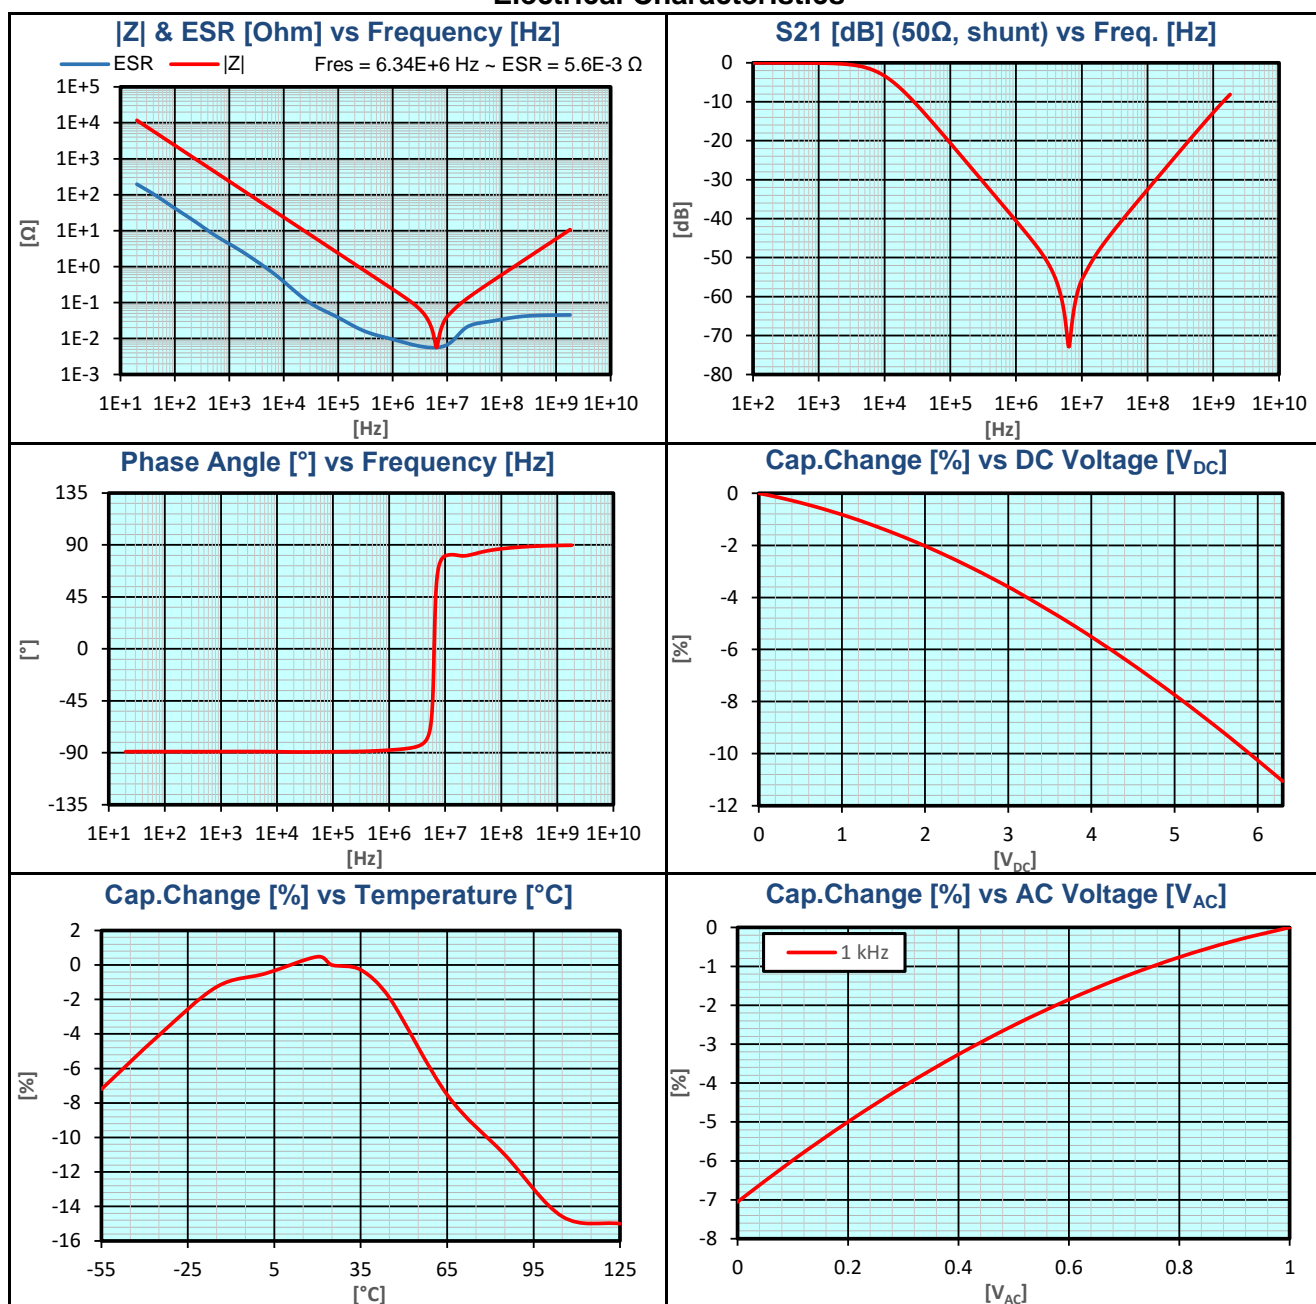 Electrical Characteristics
|Z| & ESR [Ohm] vs Frequency [Hz]
ESR |Z| Fres = 6.34E+6 Hz ~ ESR = 5.6E-3 Ω
1E+5
1E+4
1E+3
1E+2
1E+1
1E+0
1E-1
1E-2
1E-3
[Ω]
1E+1 1E+2 1E+3 1E+4 1E+5 1E+6 1E+7 1E+8 1E+9 1E+10
[Hz]
S21 [dB] (50Ω, shunt) vs Freq. [Hz]
0
-10
-20
-30
-40
-50
-60
-70
-80
[dB]
1E+2 1E+3 1E+4 1E+5 1E+6 1E+7 1E+8 1E+9 1E+10
[Hz]
Phase Angle [°] vs Frequency [Hz]
135
90
45
0
-45
-90
-135
[°]
1E+1 1E+2 1E+3 1E+4 1E+5 1E+6 1E+7 1E+8 1E+9 1E+10
[Hz]
Cap.Change [%] vs DC Voltage [VDC]
0
-2
-4
-6
-8
-10
-12
[%]
0 1 2 3 4 5 6
[VDC]
Cap.Change [%] vs Temperature [°C]
2
0
-2
-4
-6
-8
-10
-12
-14
-16
[%]
-55 -25 5 35 65 95 125
[°C]
Cap.Change [%] vs AC Voltage [VAC]
1 kHz
0
-1
-2
-3
-4
-5
-6
-7
-8
[%]
0 0.2 0.4 0.6 0.8 1
[VAC]